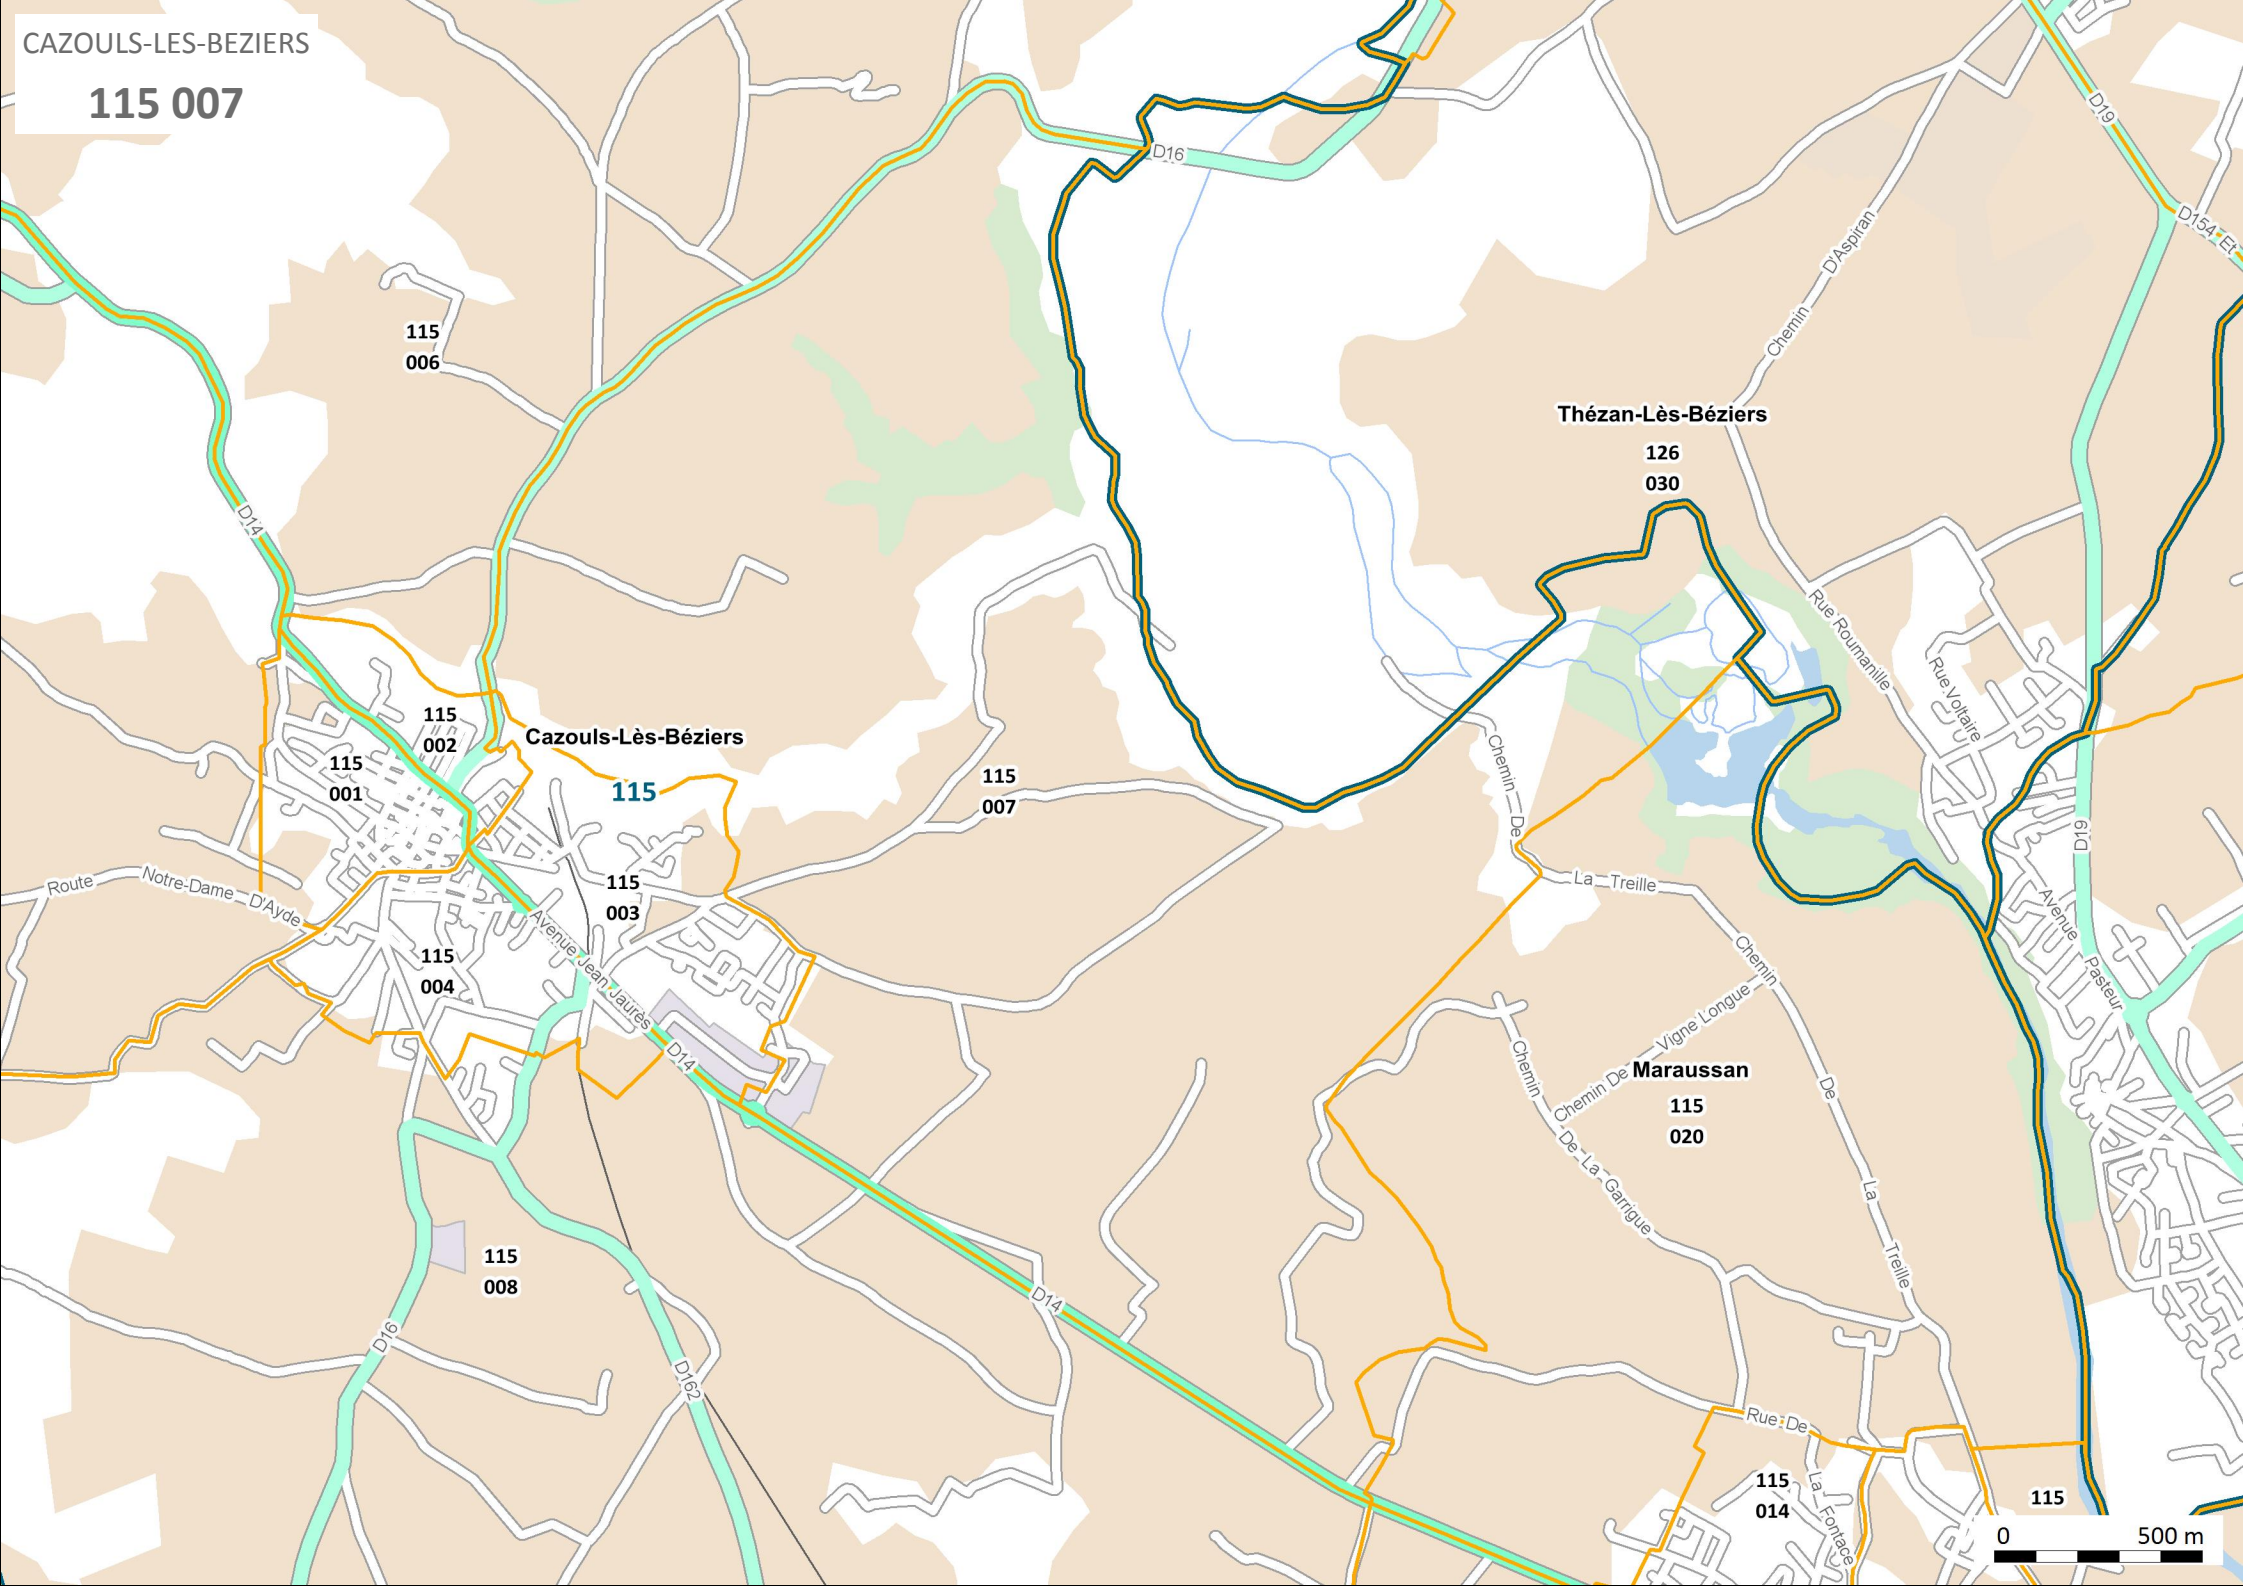 CAZOULS-LES-BEZIERS
115 007
D16
D19
D154 Et
Chemin D'Aspiran
115
006
Thézan-Lès-Béziers
126
030
D14
Rue Roumanille
Rue Voltaire
115
002
Cazouls-Lès-Béziers
115
001
115
115
007
Chemin De
La Treille
D19
Route
Notre-Dame D'Ayde
115
003
Avenue Jean Jaurès
Avenue Pasteur
115
004
Chemin
De
La
Treille
Chemin De Vigne Longue
D14
Chemin
De La Garrigue
Maraussan
115
020
115
008
D14
D16
D162
Rue De
La Fontace
115
014
115
0 500 m